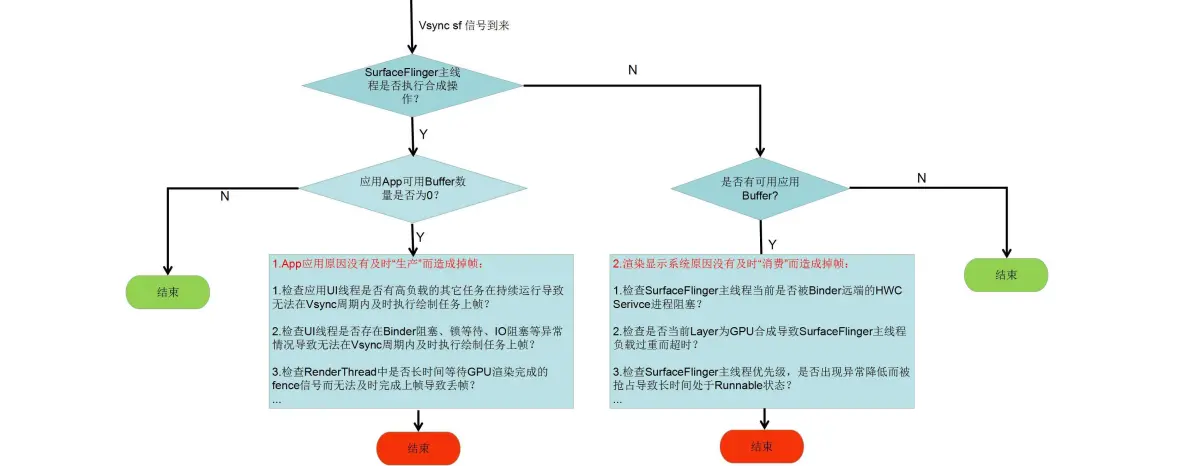 Vsync sf 信号到来
SurfaceFlinger主线
程是否执行合成操
作？
N
Y
应用App可用Buffer数
量是否为0？
N
是否有可用应用
Buffer？
N
Y
Y
1.App应用原因没有及时“生产”而造成掉帧：
1.检查应用UI线程是否有高负载的其它任务在持续运行导致
无法在Vsync周期内及时执行绘制任务上帧？
2.检查UI线程是否存在Binder阻塞、锁等待、IO阻塞等异常
情况导致无法在Vsync周期内及时执行绘制任务上帧？
3.检查RenderThread中是否长时间等待GPU渲染完成的
fence信号而无法及时完成上帧导致丢帧？
...
2.渲染显示系统原因没有及时“消费”而造成掉帧：
1.检查SurfaceFlinger主线程当前是否被Binder远端的HWC
Serivce进程阻塞？
2.检查是否当前Layer为GPU合成导致SurfaceFlinger主线程
负载过重而超时？
3.检查SurfaceFlinger主线程优先级，是否出现异常降低而被
抢占导致长时间处于Runnable状态？
...
结束
结束
结束
结束